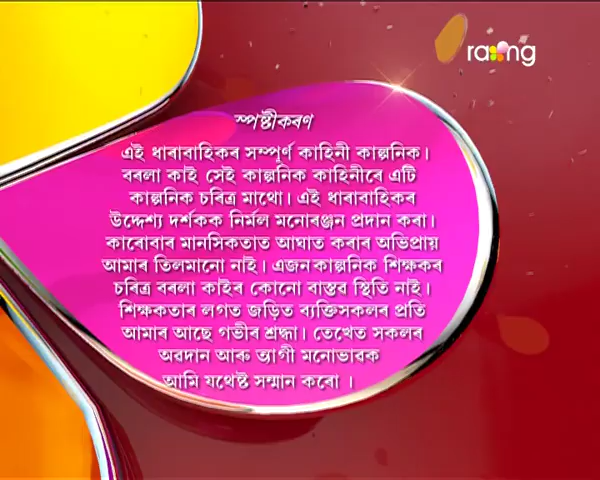 rang
স্পষ্টীকৰণ
এই ধাৰাবাহিকৰ সম্পূৰ্ণ কাহিনী কাল্পনিক।
বৰলা কাই সেই কাল্পনিক কাহিনীৰে এটি
কাল্পনিক চৰিত্ৰ মাথো। এই ধাৰাবাহিকৰ
উদ্দেশ্য দৰ্শকক নিৰ্মল মনোৰঞ্জন প্ৰদান কৰা।
কাৰোবাৰ মানসিকতাত আঘাত কৰাৰ অভিপ্ৰায়
আমাৰ তিলমানো নাই। এজন কাল্পনিক শিক্ষকৰ
চৰিত্ৰ বৰলা কাইৰ কোনো বাস্তৱ স্থিতি নাই।
শিক্ষকতাৰ লগত জড়িত ব্যক্তিসকলৰ প্ৰতি
আমাৰ আছে গভীৰ শ্ৰদ্ধা। তেখেত সকলৰ
অৱদান আৰু ত্যাগী মনোভাৱক
আমি যথেষ্ট সন্মান কৰো ।